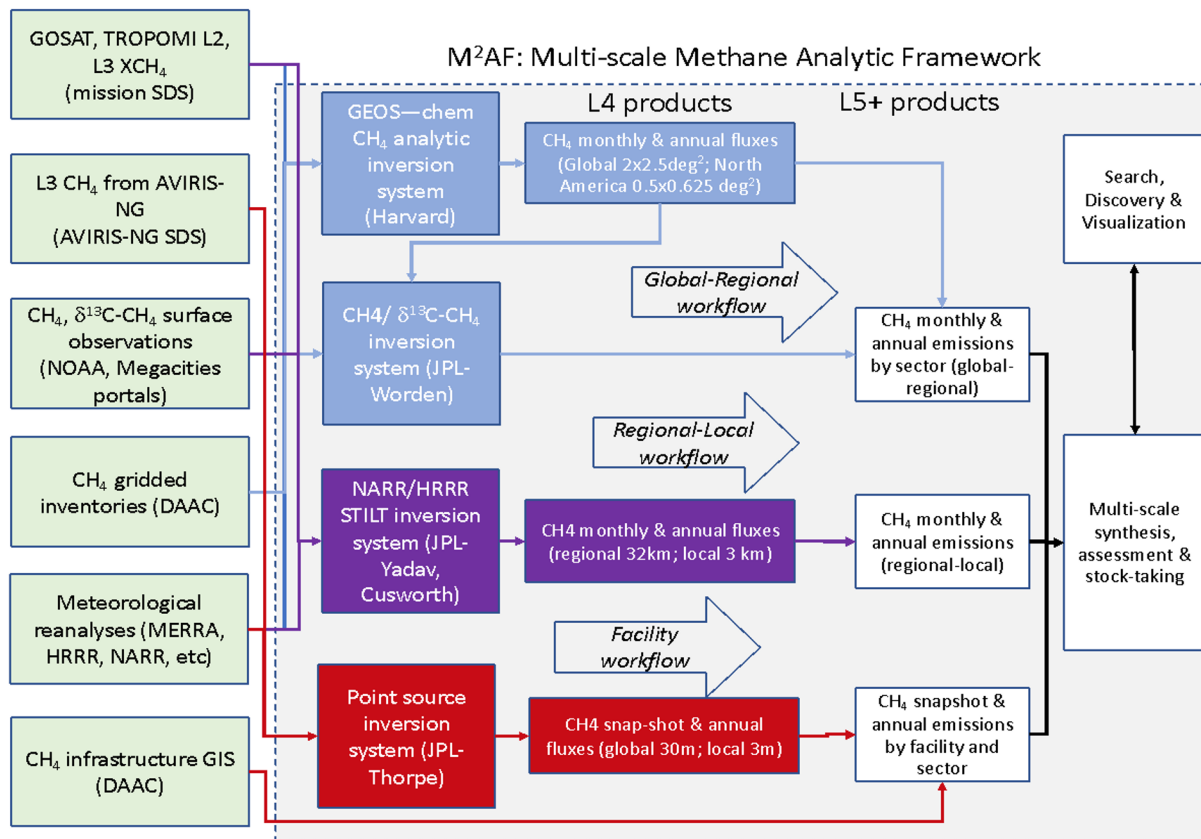 M²AF: Multi-scale Methane Analytic Framework
GOSAT, TROPOMI L2,
L3 XCH₄
(mission SDS)
L3 CH₄ from AVIRIS-
NG
(AVIRIS-NG SDS)
CH₄, δ¹³C-CH₄ surface
observations
(NOAA, Megacities
portals)
CH₄ gridded
inventories (DAAC)
Meteorological
reanalyses (MERRA,
HRRR, NARR, etc)
CH₄ infrastructure GIS
(DAAC)
L4 products
L5+ products
GEOS—chem
CH₄ analytic
inversion
system
(Harvard)
CH₄ monthly & annual fluxes
(Global 2x2.5deg²; North
America 0.5x0.625 deg²)
Global-Regional
workflow
CH4/ δ¹³C-CH₄
inversion
system (JPL-
Worden)
CH₄ monthly &
annual emissions
by sector (global-
regional)
Regional-Local
workflow
NARR/HRRR
STILT inversion
system (JPL-
Yadav,
Cusworth)
CH4 monthly & annual fluxes
(regional 32km; local 3 km)
CH₄ monthly &
annual emissions
(regional-local)
Facility
workflow
Point source
inversion
system (JPL-
Thorpe)
CH4 snap-shot & annual
fluxes (global 30m; local 3m)
CH₄ snapshot &
annual emissions
by facility and
sector
Search,
Discovery &
Visualization
Multi-scale
synthesis,
assessment &
stock-taking